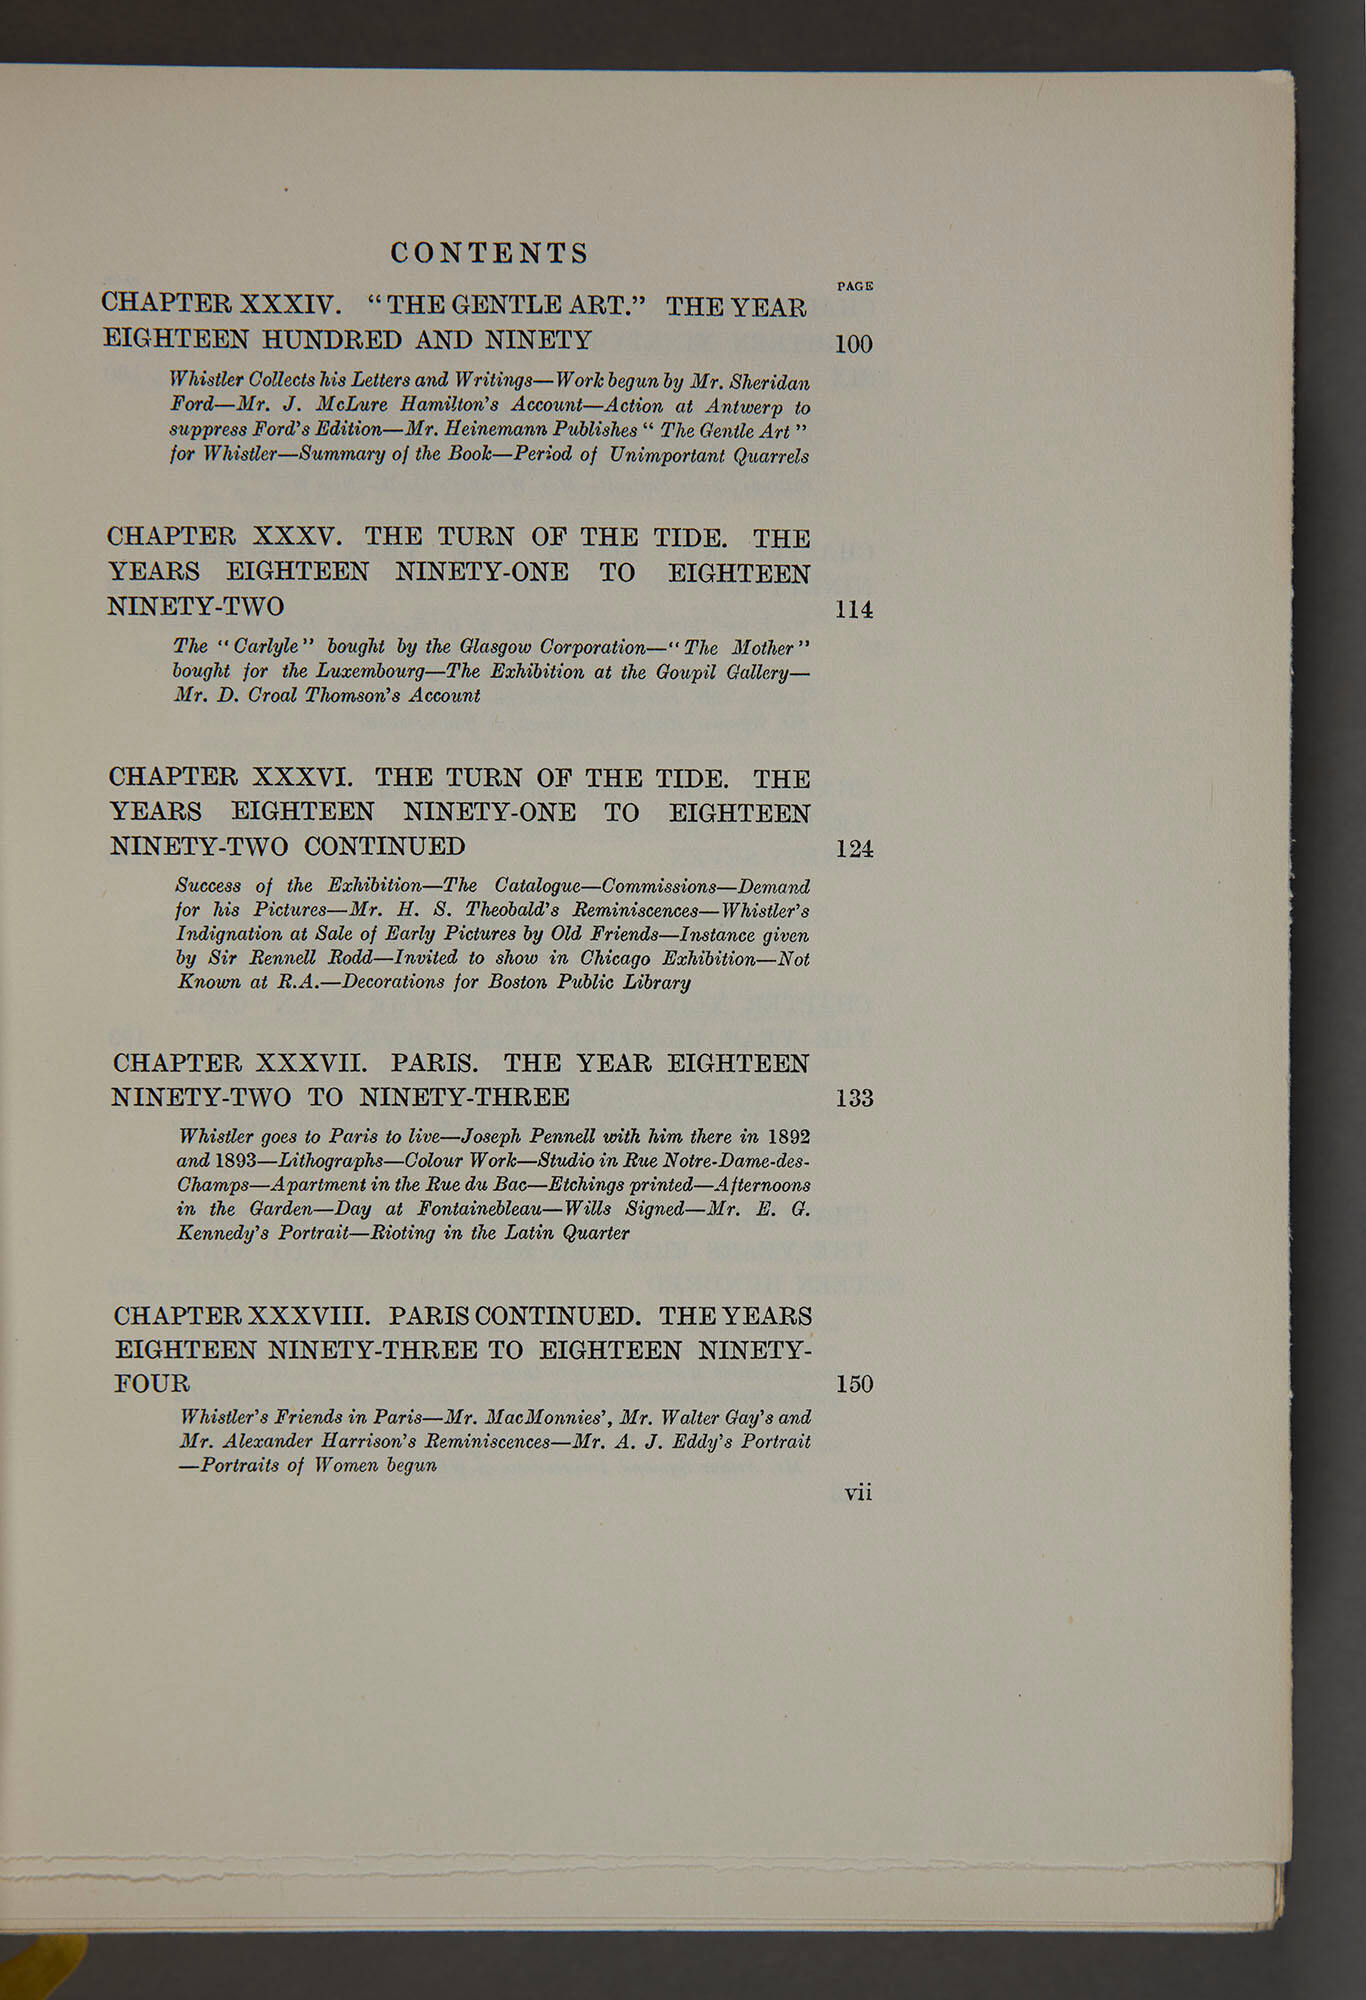 CONTENTS
PAGE
CHAPTER XXXIV. “THE GENTLE ART.” THE YEAR
EIGHTEEN HUNDRED AND NINETY 100
Whistler Collects his Letters and Writings—Work begun by Mr. Sheridan
Ford—Mr. J. McLure Hamilton's Account—Action at Antwerp to
suppress Ford's Edition—Mr. Heinemann Publishes “ The Gentle Art ”
for Whistler—Summary of the Book—Period of Unimportant Quarrels
CHAPTER XXXV. THE TURN OF THE TIDE. THE
YEARS EIGHTEEN NINETY-ONE TO EIGHTEEN
NINETY-TWO 114
The “Carlyle” bought by the Glasgow Corporation—“The Mother”
bought for the Luxembourg—The Exhibition at the Goupil Gallery—
Mr. D. Croal Thomson's Account
CHAPTER XXXVI. THE TURN OF THE TIDE. THE
YEARS EIGHTEEN NINETY-ONE TO EIGHTEEN
NINETY-TWO CONTINUED 124
Success of the Exhibition—The Catalogue—Commissions—Demand
for his Pictures—Mr. H. S. Theobald's Reminiscences—Whistler's
Indignation at Sale of Early Pictures by Old Friends—Instance given
by Sir Rennell Rodd—Invited to show in Chicago Exhibition—Not
Known at R.A.—Decorations for Boston Public Library
CHAPTER XXXVII. PARIS. THE YEAR EIGHTEEN
NINETY-TWO TO NINETY-THREE 133
Whistler goes to Paris to live—Joseph Pennell with him there in 1892
and 1893—Lithographs—Colour Work—Studio in Rue Notre-Dame-des-
Champs—Apartment in the Rue du Bac—Etchings printed—Afternoons
in the Garden—Day at Fontainebleau—Wills Signed—Mr. E. G.
Kennedy's Portrait—Rioting in the Latin Quarter
CHAPTER XXXVIII. PARIS CONTINUED. THE YEARS
EIGHTEEN NINETY-THREE TO EIGHTEEN NINETY-
FOUR 150
Whistler's Friends in Paris—Mr. MacMonnies', Mr. Walter Gay's and
Mr. Alexander Harrison's Reminiscences—Mr. A. J. Eddy's Portrait
—Portraits of Women begun
vii